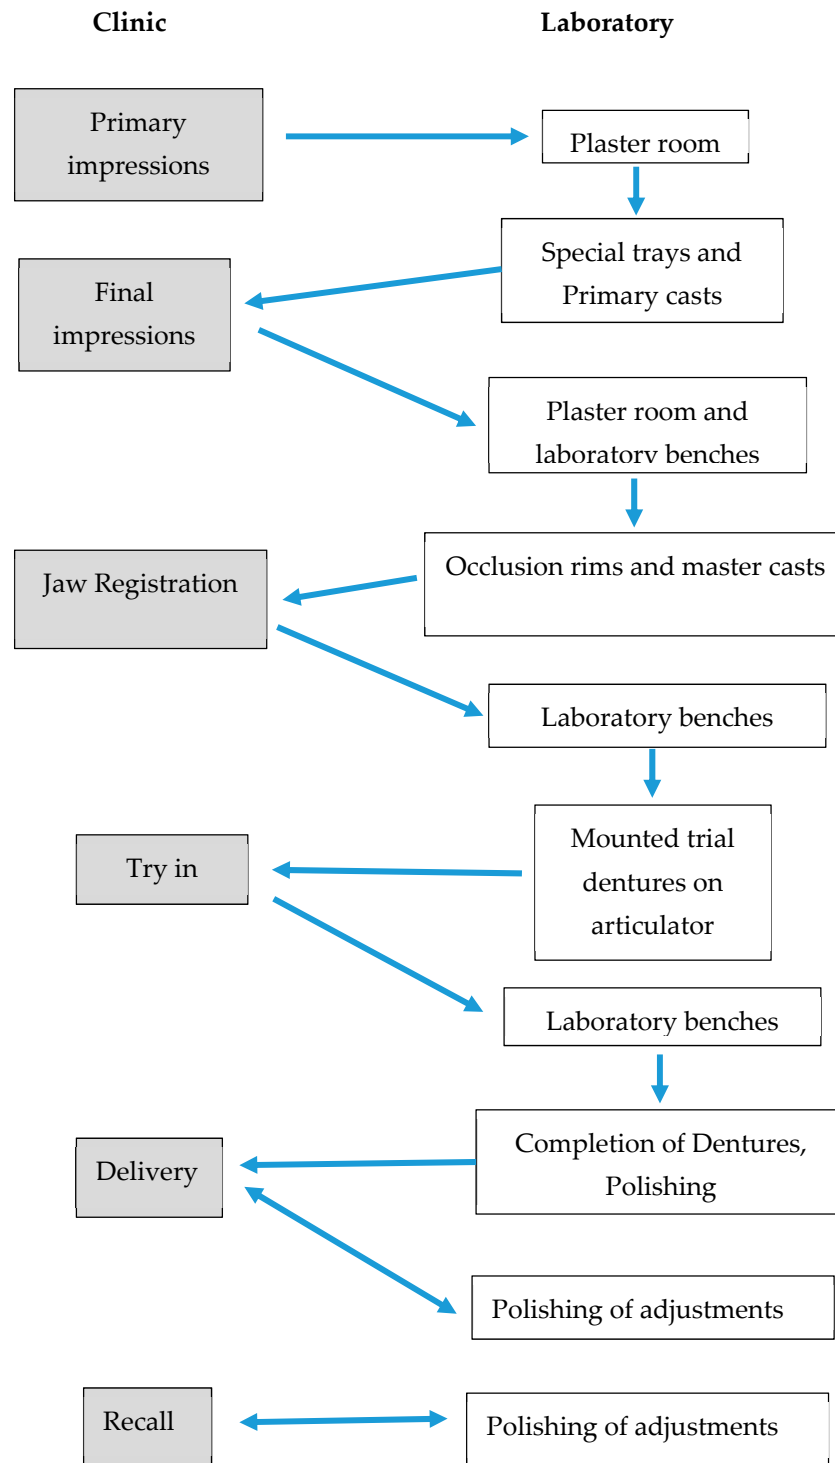 Clinic
Laboratory
Primary
impressions
Plaster room
Special trays and
Primary casts
Final
impressions
Plaster room and
laboratory benches
Occlusion rims and master casts
Jaw Registration
Laboratory benches
Mounted trial
dentures on
articulator
Try in
Laboratory benches
Completion of Dentures,
Polishing
Delivery
Polishing of adjustments
Recall
Polishing of adjustments